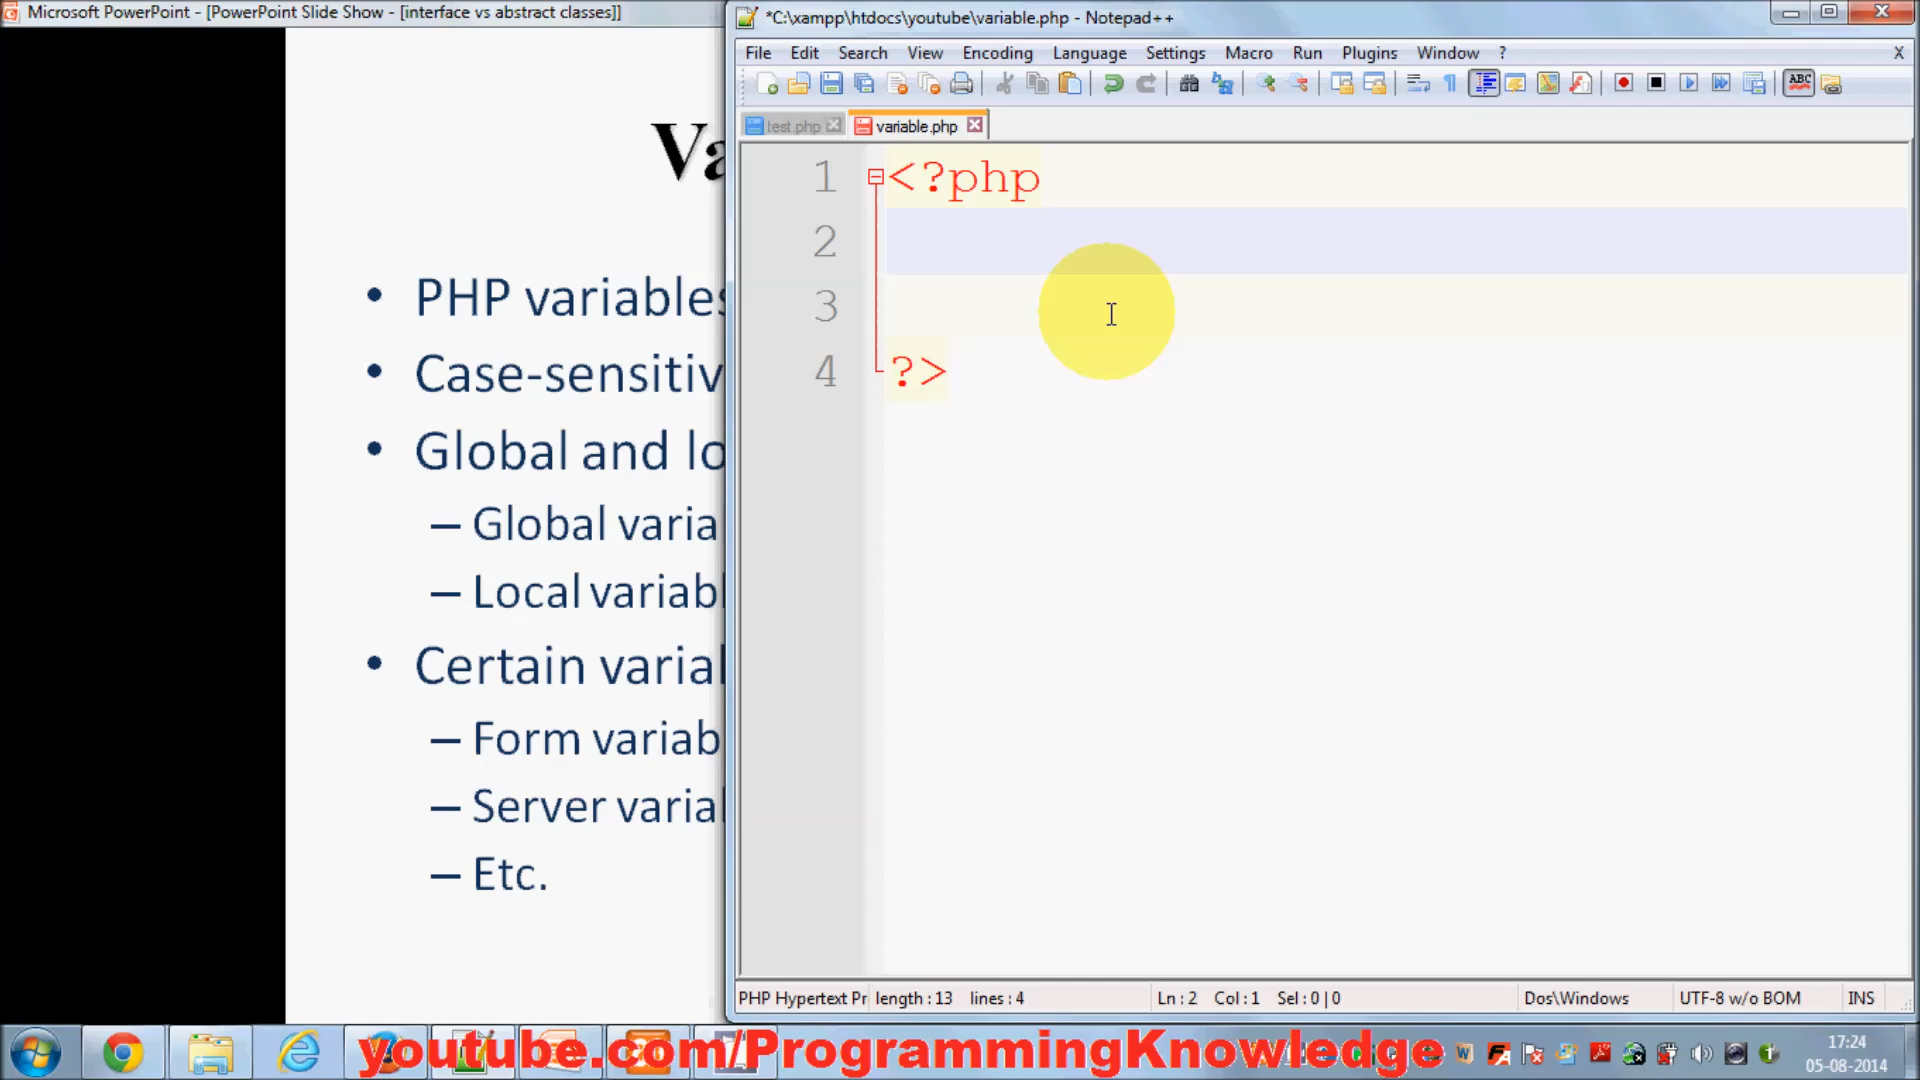 Microsoft PowerPoint - [PowerPoint Slide Show - [interface vs abstract classes]]
Va
PHP variables
Case-sensitiv
Global and lo
– Global varia
– Local variabl
Certain varial
– Form variab
– Server varial
– Etc.
*C:\xampp\htdocs\youtube\variable.php - Notepad++
File Edit Search View Encoding Language Settings Macro Run Plugins Window ? X
ABC
test.php variable.php
1 <?php
2
3
4 ?>
PHP Hypertext Pr length : 13 lines : 4 Ln : 2 Col : 1 Sel : 0 | 0 Dos\Windows UTF-8 w/o BOM INS
youtube.com/ProgrammingKnowledge
17:24
05-08-2014